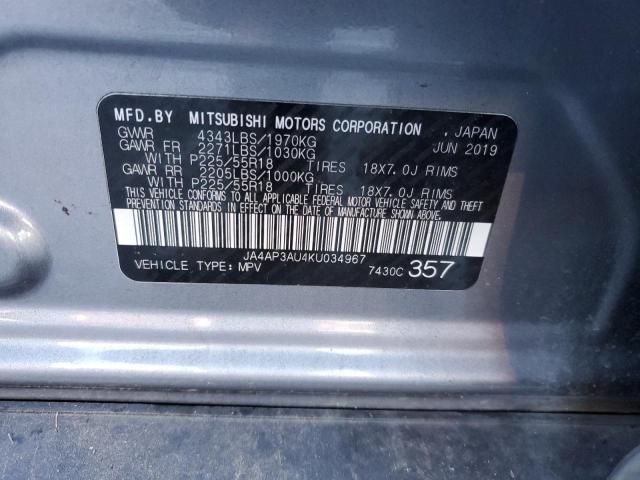 MFD.BY MITSUBISHI MOTORS CORPORATION , JAPAN
GVWR 4343LBS/1970KG JUN 2019
GAWR FR 2271LBS/1030KG
WITH P225/55R18 TIRES 18X7.0J RIMS
GAWR RR 2205LBS/1000KG
WITH P225/55R18 TIRES 18X7.0J RIMS
THIS VEHICLE CONFORMS TO ALL APPLICABLE FEDERAL MOTOR VEHICLE SAFETY AND THEFT
PREVENTION STANDARDS IN EFFECT ON THE DATE OF MANUFACTURE SHOWN ABOVE.
JA4AP3AU4KU034967
VEHICLE TYPE: MPV 7430C 357